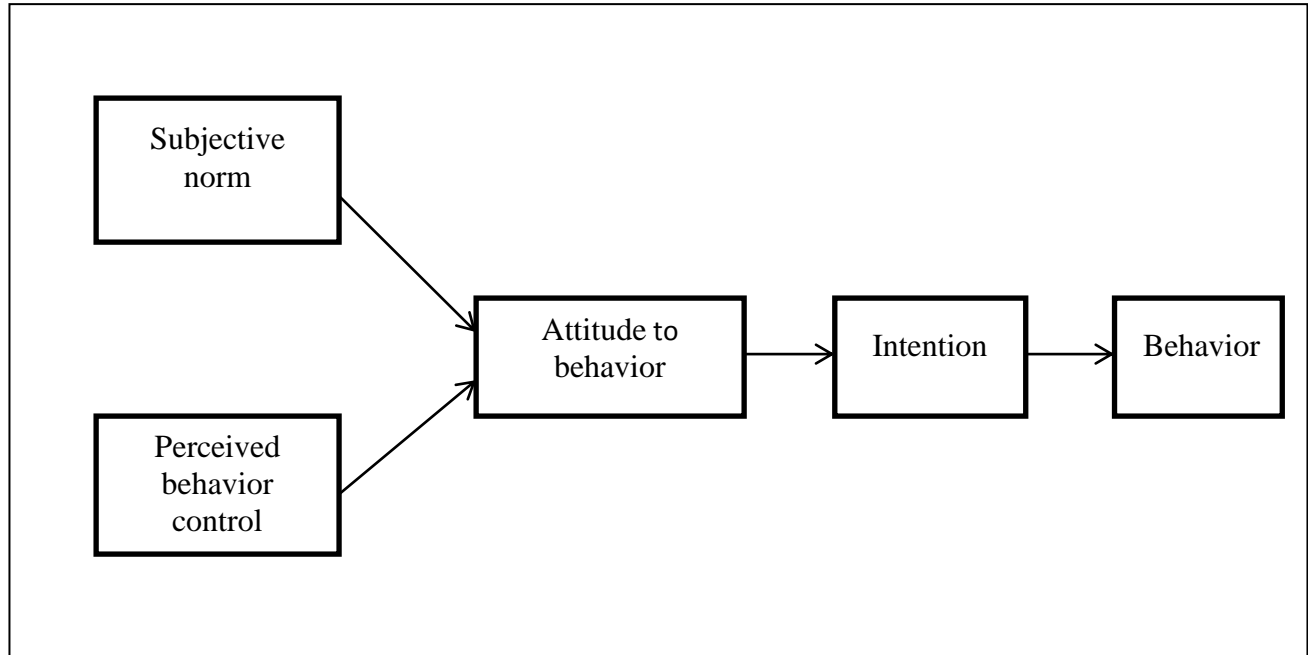 Subjective
norm
Attitude to
behavior
Intention
Behavior
Perceived
behavior
control